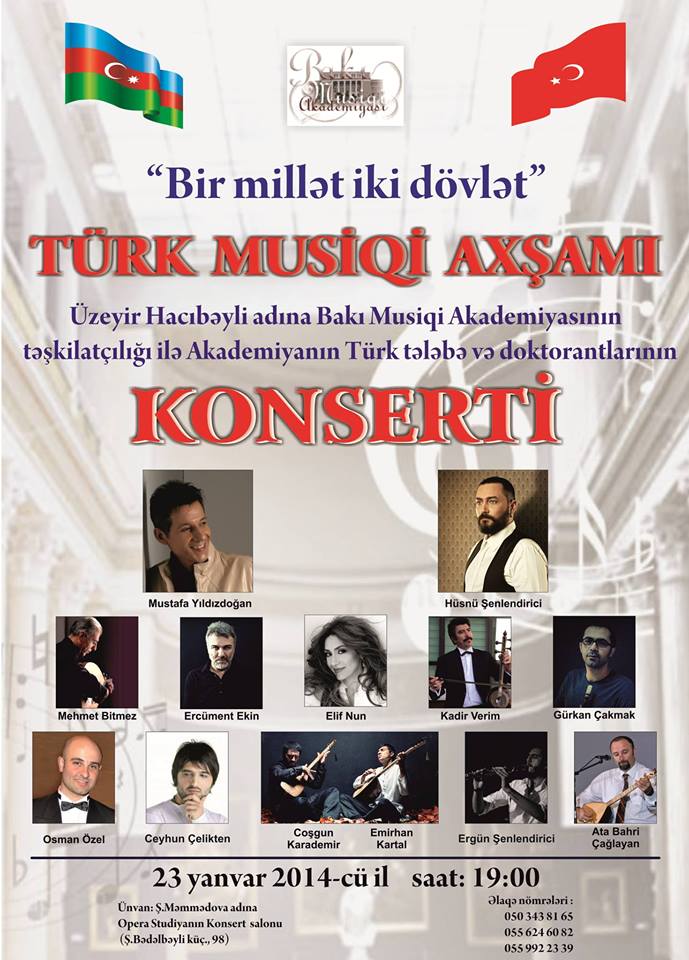 Bakı
Musiqi
Akademiyası
“Bir millət iki dövlət”
TÜRK MUSİQİ AXŞAMI
Üzeyir Hacıbəyli adına Bakı Musiqi Akademiyasının
təşkilatçılığı ilə Akademiyanın Türk tələbə və doktorantlarının
KONSERTİ
Mustafa Yıldızdoğan
Hüsnü Şenlendirici
Mehmet Bitmez
Ercüment Ekin
Elif Nun
Kadir Verim
Gürkan Çakmak
Osman Özel
Ceyhun Çelikten
Coşgun
Karademir
Emirhan
Kartal
Ergün Şenlendirici
Ata Bahri
Çağlayan
23 yanvar 2014-cü il saat: 19:00
Ünvan: Ş.Məmmədova adına
Opera Studiyanın Konsert salonu
(Ş.Bədəlbəyli küç., 98)
Əlaqə nömrələri :
050 343 81 65
055 624 60 82
055 992 23 39